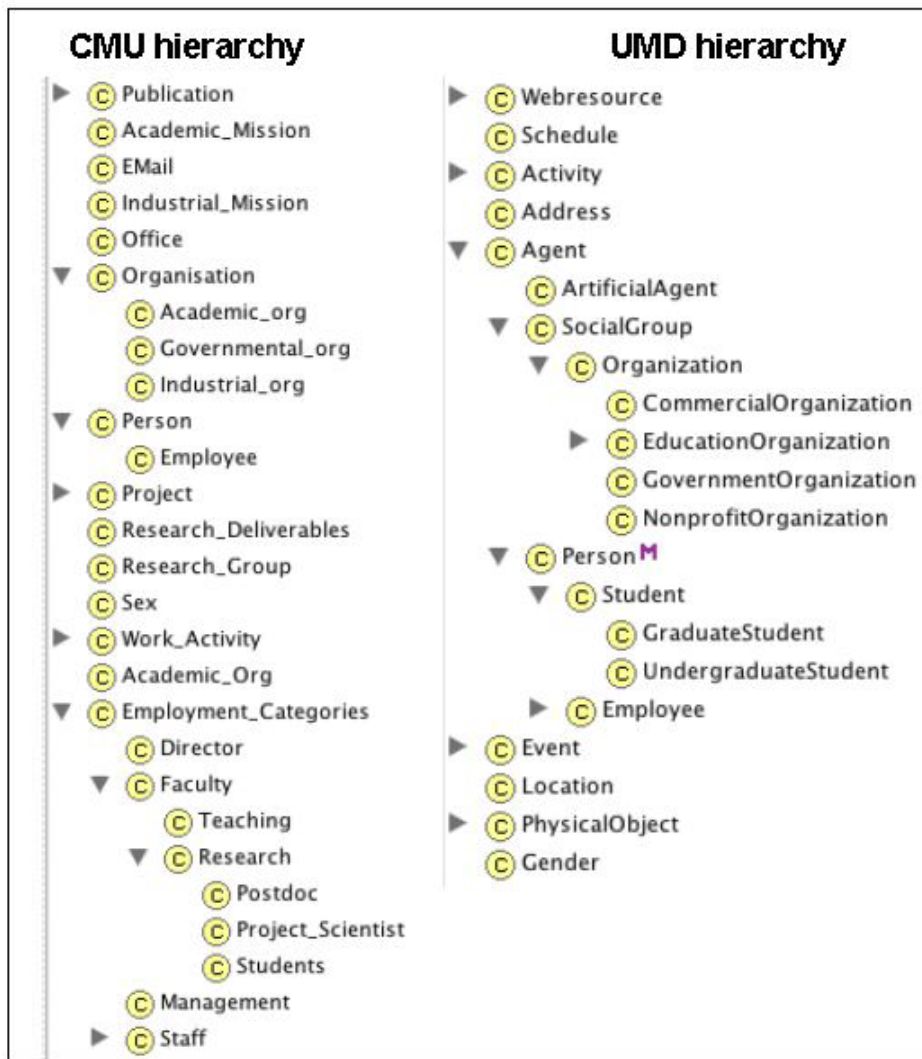 CMU hierarchy
Publication
Academic_Mission
EMail
Industrial_Mission
Office
Organisation
Academic_org
Governmental_org
Industrial_org
Person
Employee
Project
Research_Deliverables
Research_Group
Sex
Work_Activity
Academic_Org
Employment_Categories
Director
Faculty
Teaching
Research
Postdoc
Project_Scientist
Students
Management
Staff
UMD hierarchy
Webresource
Schedule
Activity
Address
Agent
ArtificialAgent
SocialGroup
Organization
CommercialOrganization
EducationOrganization
GovernmentOrganization
NonprofitOrganization
Person M
Student
GraduateStudent
UndergraduateStudent
Employee
Event
Location
PhysicalObject
Gender